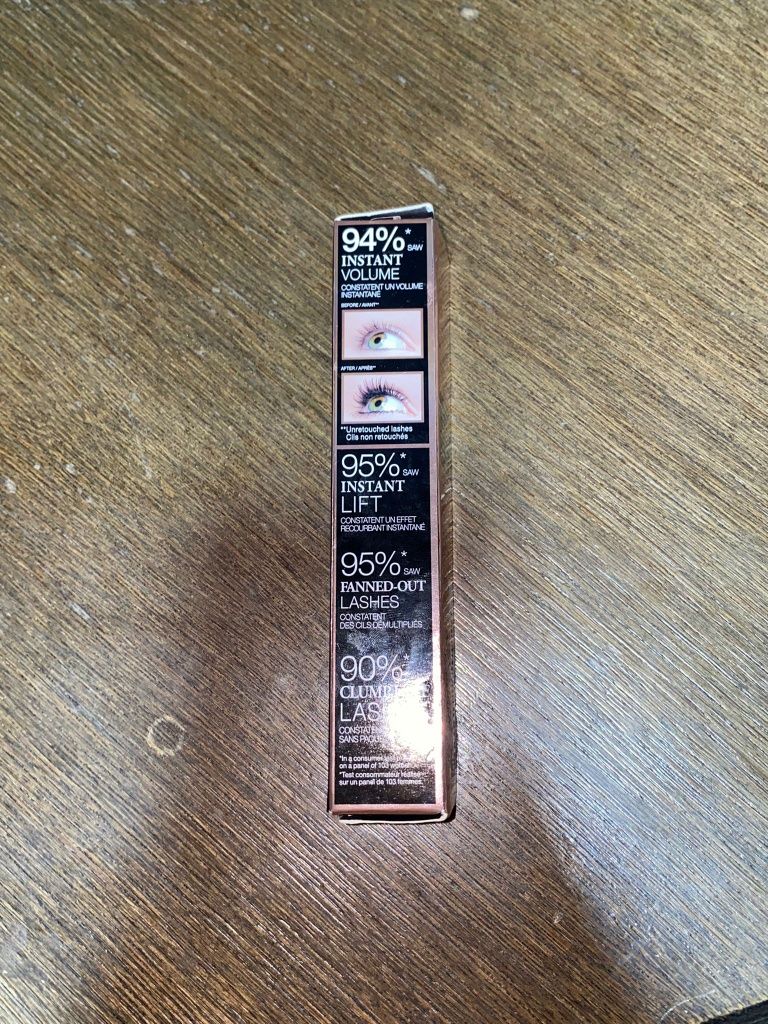 94%* SAW
INSTANT
VOLUME
CONSTATENT UN VOLUME
INSTANTANÉ
BEFORE / AVANT**
AFTER / APRÈS**
**Unretouched lashes
Cils non retouchés
95%* SAW
INSTANT
LIFT
CONSTATENT UN EFFET
RECOURBANT INSTANTANÉ
95%* SAW
FANNED-OUT
LASHES
CONSTATENT
DES CILS DÉMULTIPLIÉS
90%*
*In a consumer test
on a panel of 103
*Test consommateur réalisé
sur un panel de 103 femmes.